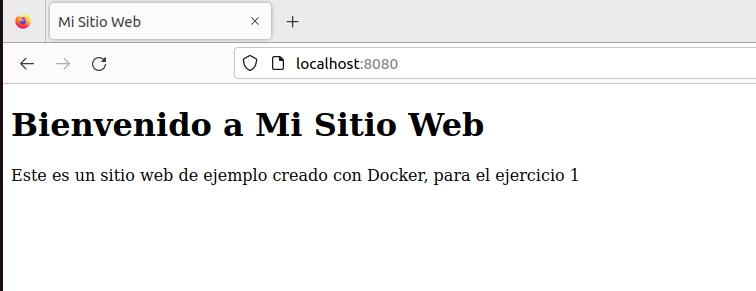 Mi Sitio Web
localhost:8080
Bienvenido a Mi Sitio Web
Este es un sitio web de ejemplo creado con Docker, para el ejercicio 1